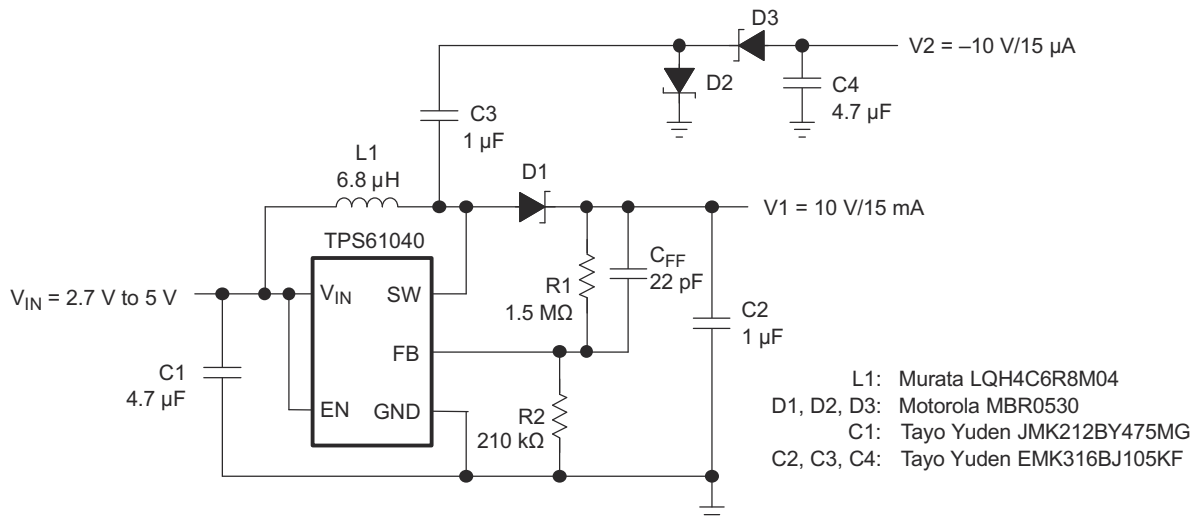 D3
V2 = –10 V/15 µA
D2
C4
4.7 µF
C3
1 µF
L1
6.8 µH
D1
V1 = 10 V/15 mA
TPS61040
VIN = 2.7 V to 5 V
VIN
SW
R1
1.5 MΩ
CFF
22 pF
C2
1 µF
FB
C1
4.7 µF
EN
GND
R2
210 kΩ
L1: Murata LQH4C6R8M04
D1, D2, D3: Motorola MBR0530
C1: Tayo Yuden JMK212BY475MG
C2, C3, C4: Tayo Yuden EMK316BJ105KF